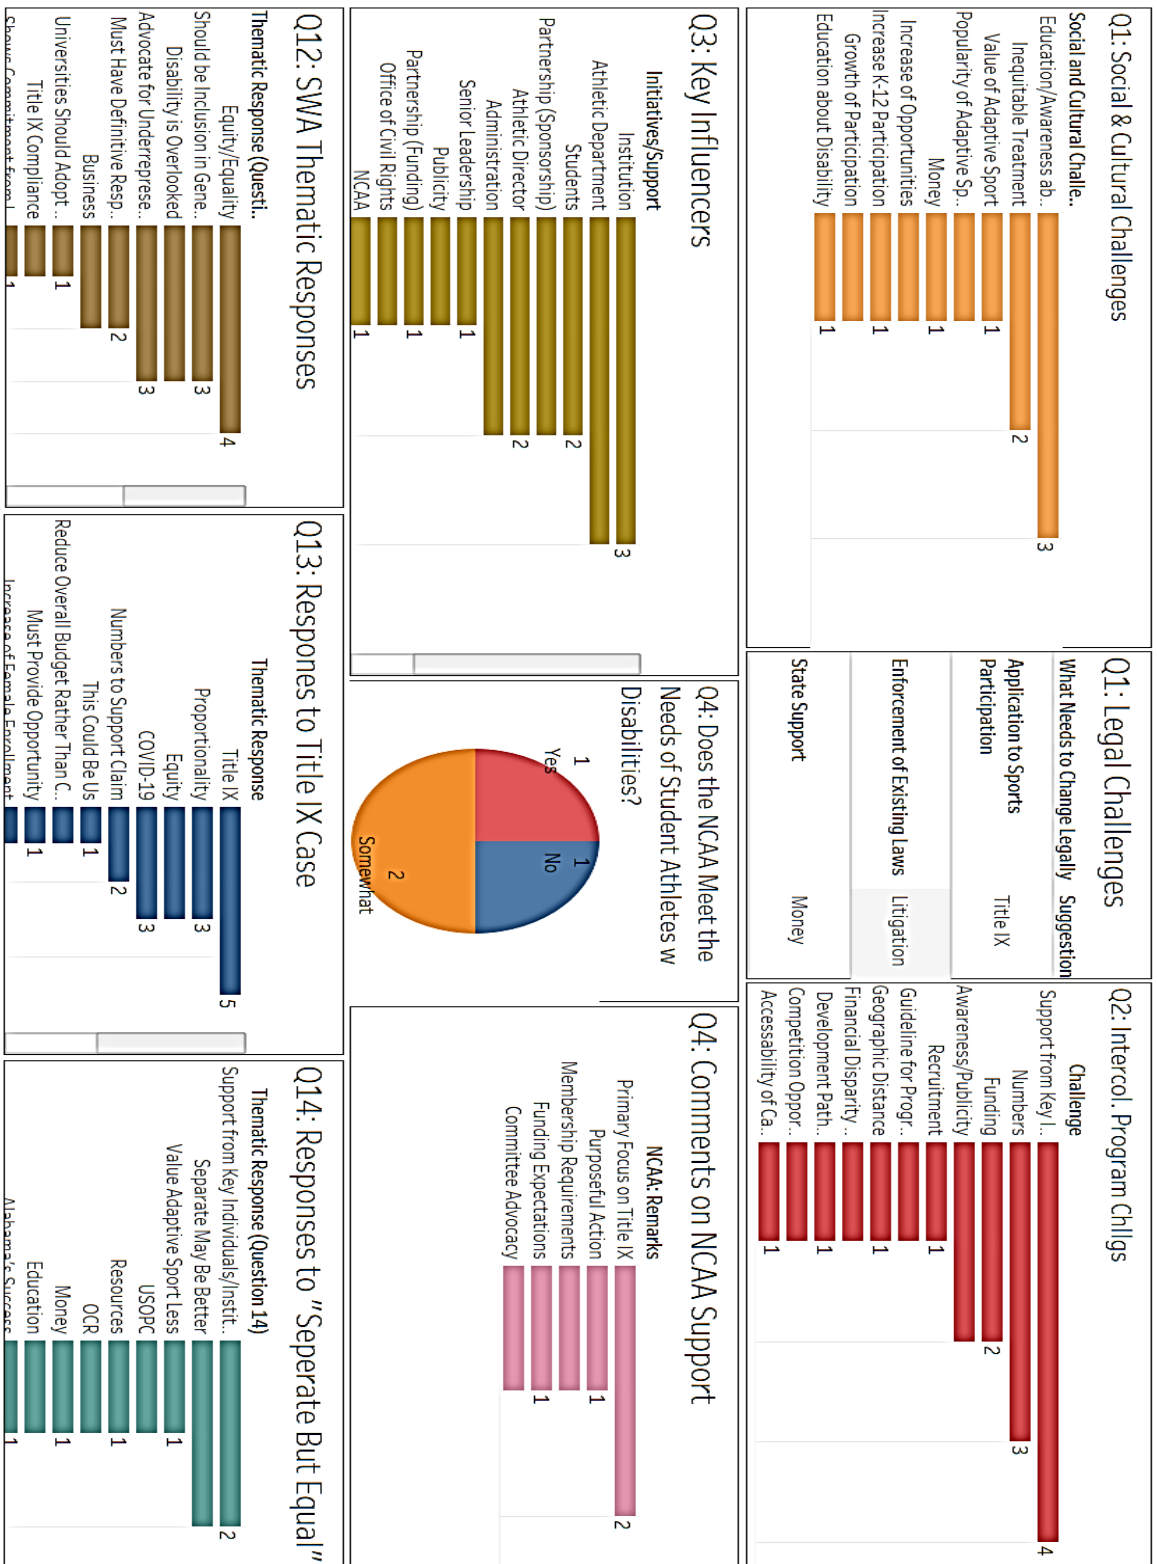 Q1: Social & Cultural Challenges
Social and Cultural Challe..
Education/Awareness ab..
3
Inequitable Treatment
2
Value of Adaptive Sport
1
Popularity of Adaptive Sp..
Money
1
Increase of Opportunities
Increase K-12 Participation
1
Growth of Participation
Education about Disability
1
Q1: Legal Challenges
What Needs to Change Legally Suggestion
Application to Sports Participation
Title IX
Enforcement of Existing Laws
Litigation
State Support
Money
Q2: Intercol. Program Chllgs
Challenge
Support from Key I..
4
Numbers
3
Funding
2
Awareness/Publicity
Recruitment
1
Guideline for Progr..
Geographic Distance
1
Financial Disparity ..
Development Path..
1
Competition Oppor..
Accessability of Ca..
1
Q3: Key Influencers
Initiatives/Support
Institution
3
Athletic Department
Students
2
Partnership (Sponsorship)
Athletic Director
2
Administration
Senior Leadership
1
Publicity
Partnership (Funding)
1
Office of Civil Rights
NCAA
1
Q4: Does the NCAA Meet the
Needs of Student Athletes w
Disabilities?
1
Yes
1
No
2
Somewhat
Q4: Comments on NCAA Support
NCAA: Remarks
Primary Focus on Title IX
2
Purposeful Action
1
Membership Requirements
Funding Expectations
1
Committee Advocacy
Q12: SWA Thematic Responses
Thematic Response (Questi..
Equity/Equality
4
Should be Inclusion in Gene..
3
Disability is Overlooked
Advocate for Underreprese..
3
Must Have Definitive Resp..
2
Business
Universities Should Adopt ..
1
Title IX Compliance
Shows Commitment from l
1
Q13: Respones to Title IX Case
Thematic Response
Title IX
5
Proportionality
3
Equity
COVID-19
3
Numbers to Support Claim
2
This Could Be Us
1
Reduce Overall Budget Rather Than C..
Must Provide Opportunity
1
Increase of Female Enrollment
Q14: Responses to "Seperate But Equal"
Thematic Response (Question 14)
Support from Key Individuals/Instit..
2
Separate May Be Better
Value Adaptive Sport Less
1
USOPC
Resources
1
OCR
Money
1
Education
Alabama's Success
1